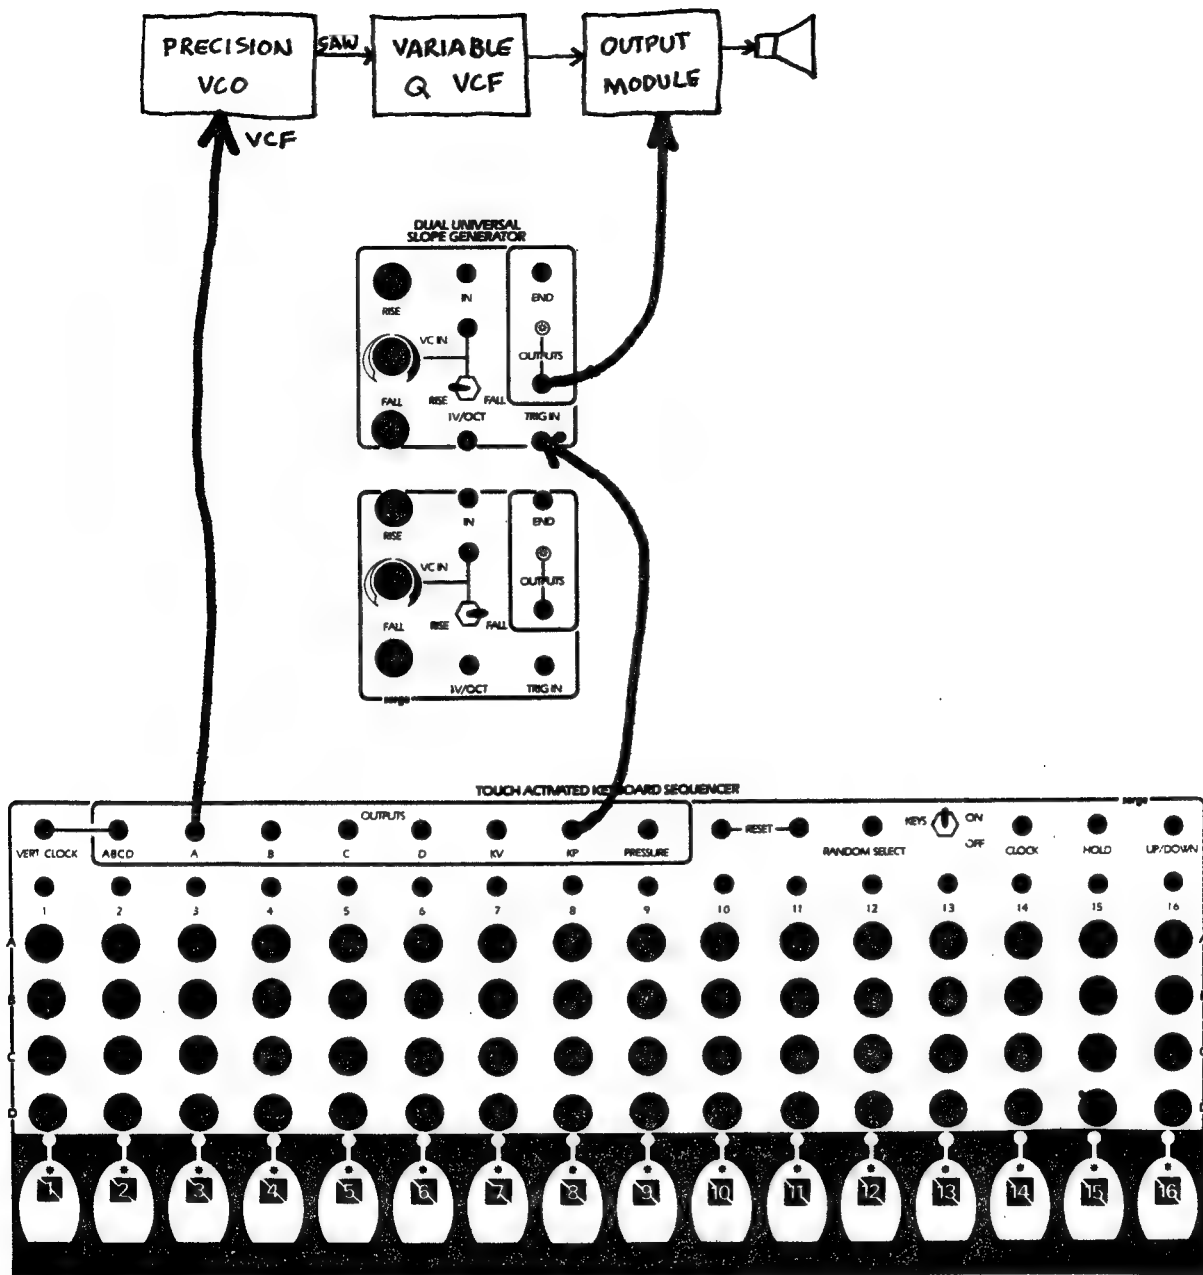 PRECISION VCO
SAW
VARIABLE Q VCF
OUTPUT MODULE
VCF
DUAL UNIVERSAL
SLOPE GENERATOR
RISE
IN
END
VC IN
OUTPUTS
FALL
RISE
FALL
1V/OCT
TRIG IN
RISE
IN
END
VC IN
OUTPUTS
FALL
RISE
FALL
1V/OCT
TRIG IN
serge
TOUCH ACTIVATED KEYBOARD SEQUENCER
serge
OUTPUTS
VERT CLOCK ABCD A B C D KV KP PRESSURE
RESET
RANDOM SELECT
KEYS ON
OFF
CLOCK HOLD UP/DOWN
1 2 3 4 5 6 7 8 9 10 11 12 13 14 15 16
A
B
C
D
1 2 3 4 5 6 7 8 9 10 11 12 13 14 15 16